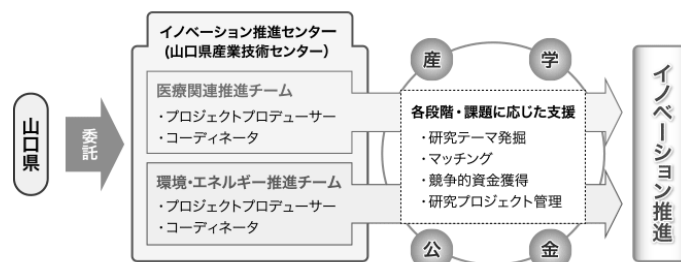 山口県
委託
イノベーション推進センター
(山口県産業技術センター)
医療関連推進チーム
・プロジェクトプロデューサー
・コーディネータ
環境・エネルギー推進チーム
・プロジェクトプロデューサー
・コーディネータ
産
学
各段階・課題に応じた支援
・研究テーマ発掘
・マッチング
・競争的資金獲得
・研究プロジェクト管理
公
金
イノベーション推進